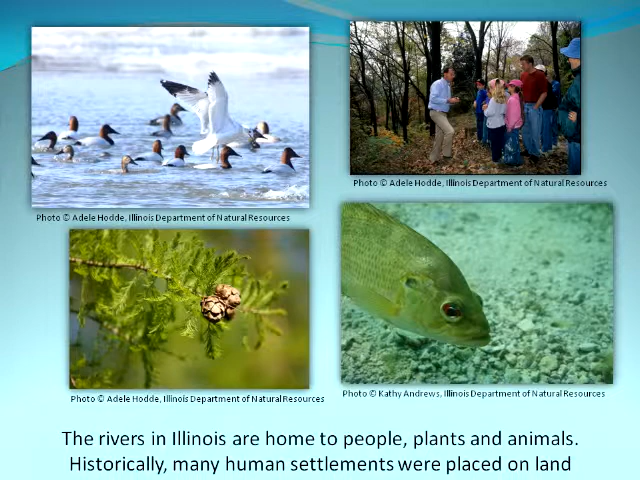 Photo © Adele Hodde, Illinois Department of Natural Resources
Photo © Adele Hodde, Illinois Department of Natural Resources
Photo © Adele Hodde, Illinois Department of Natural Resources
Photo © Kathy Andrews, Illinois Department of Natural Resources
The rivers in Illinois are home to people, plants and animals.
Historically, many human settlements were placed on land